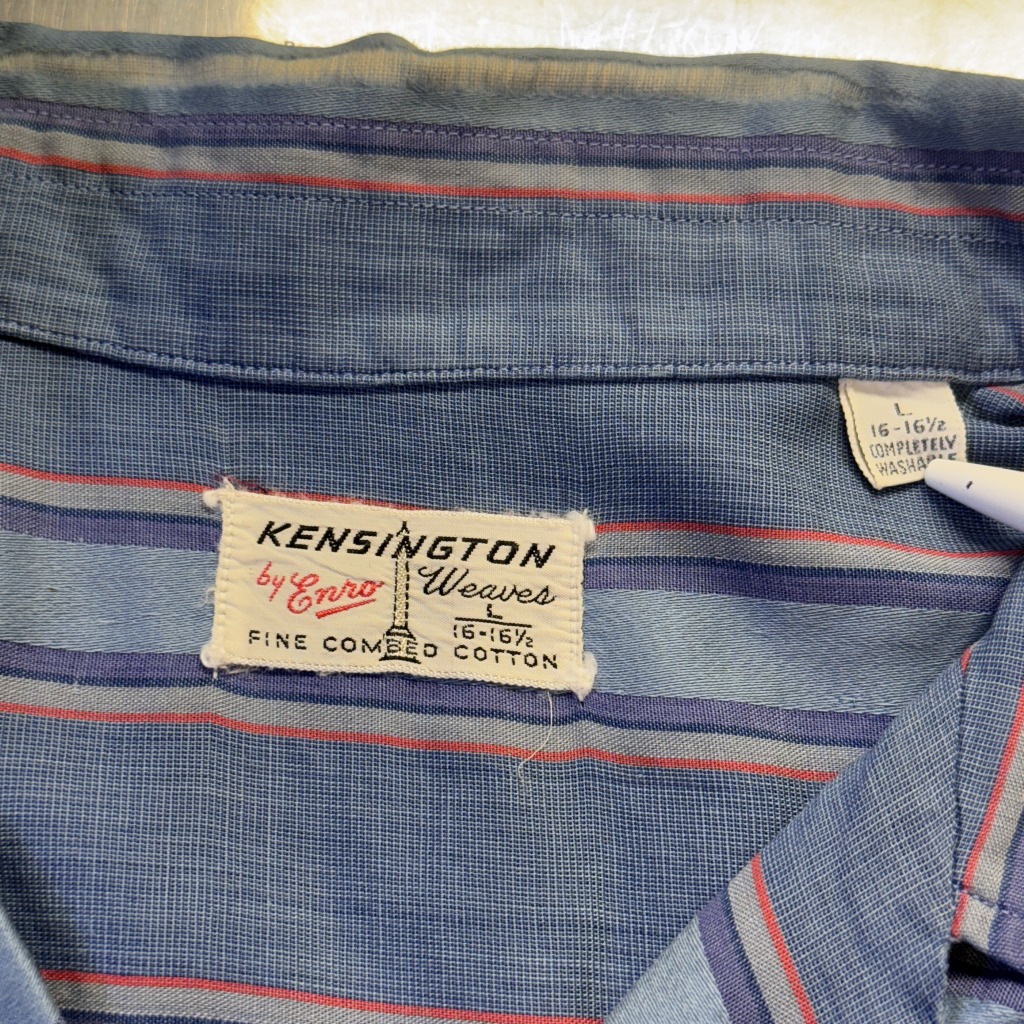 KENSINGTON
by Enro Weaves
L
16-16½
FINE COMBED COTTON
L.
16-16½
COMPLETELY
WASHABLE